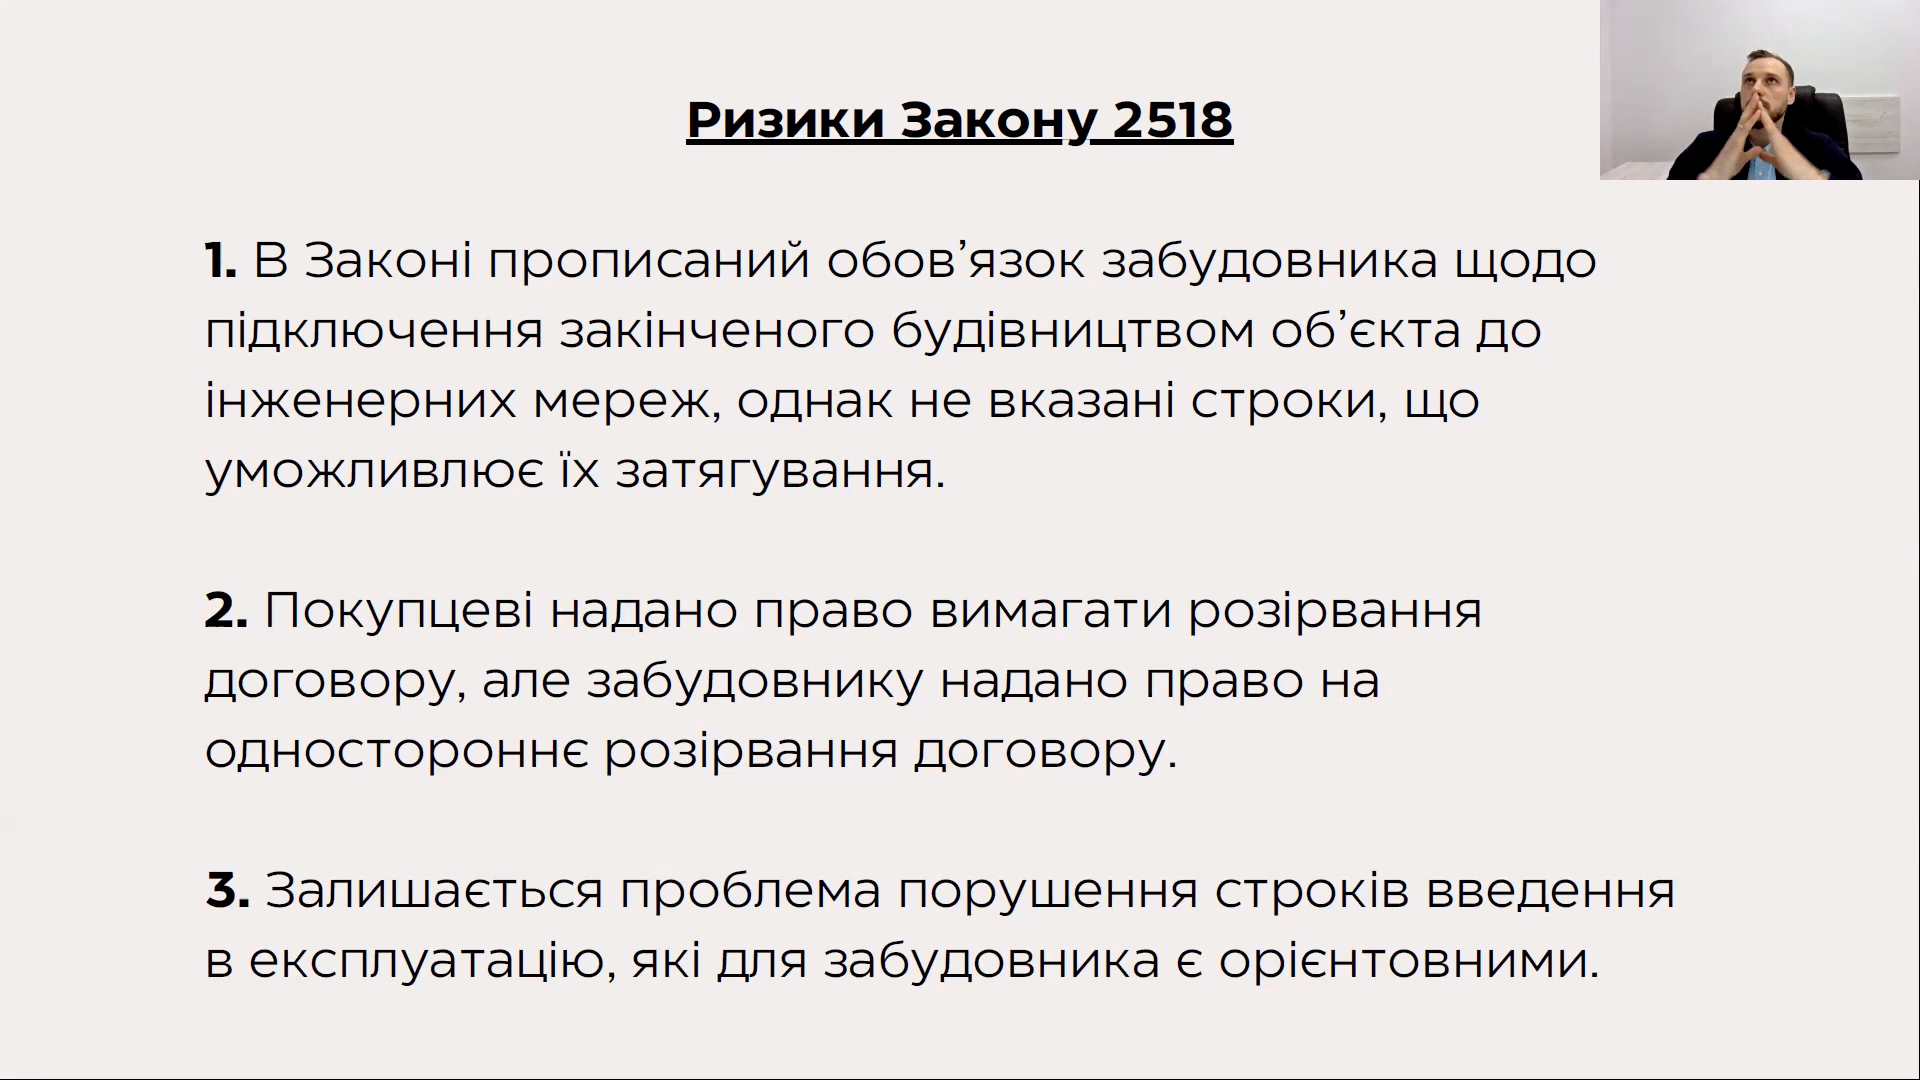 Ризики Закону 2518
1. В Законі прописаний обов’язок забудовника щодо
підключення закінченого будівництвом об’єкта до
інженерних мереж, однак не вказані строки, що
уможливлює їх затягування.
2. Покупцеві надано право вимагати розірвання
договору, але забудовнику надано право на
одностороннє розірвання договору.
3. Залишається проблема порушення строків введення
в експлуатацію, які для забудовника є орієнтовними.